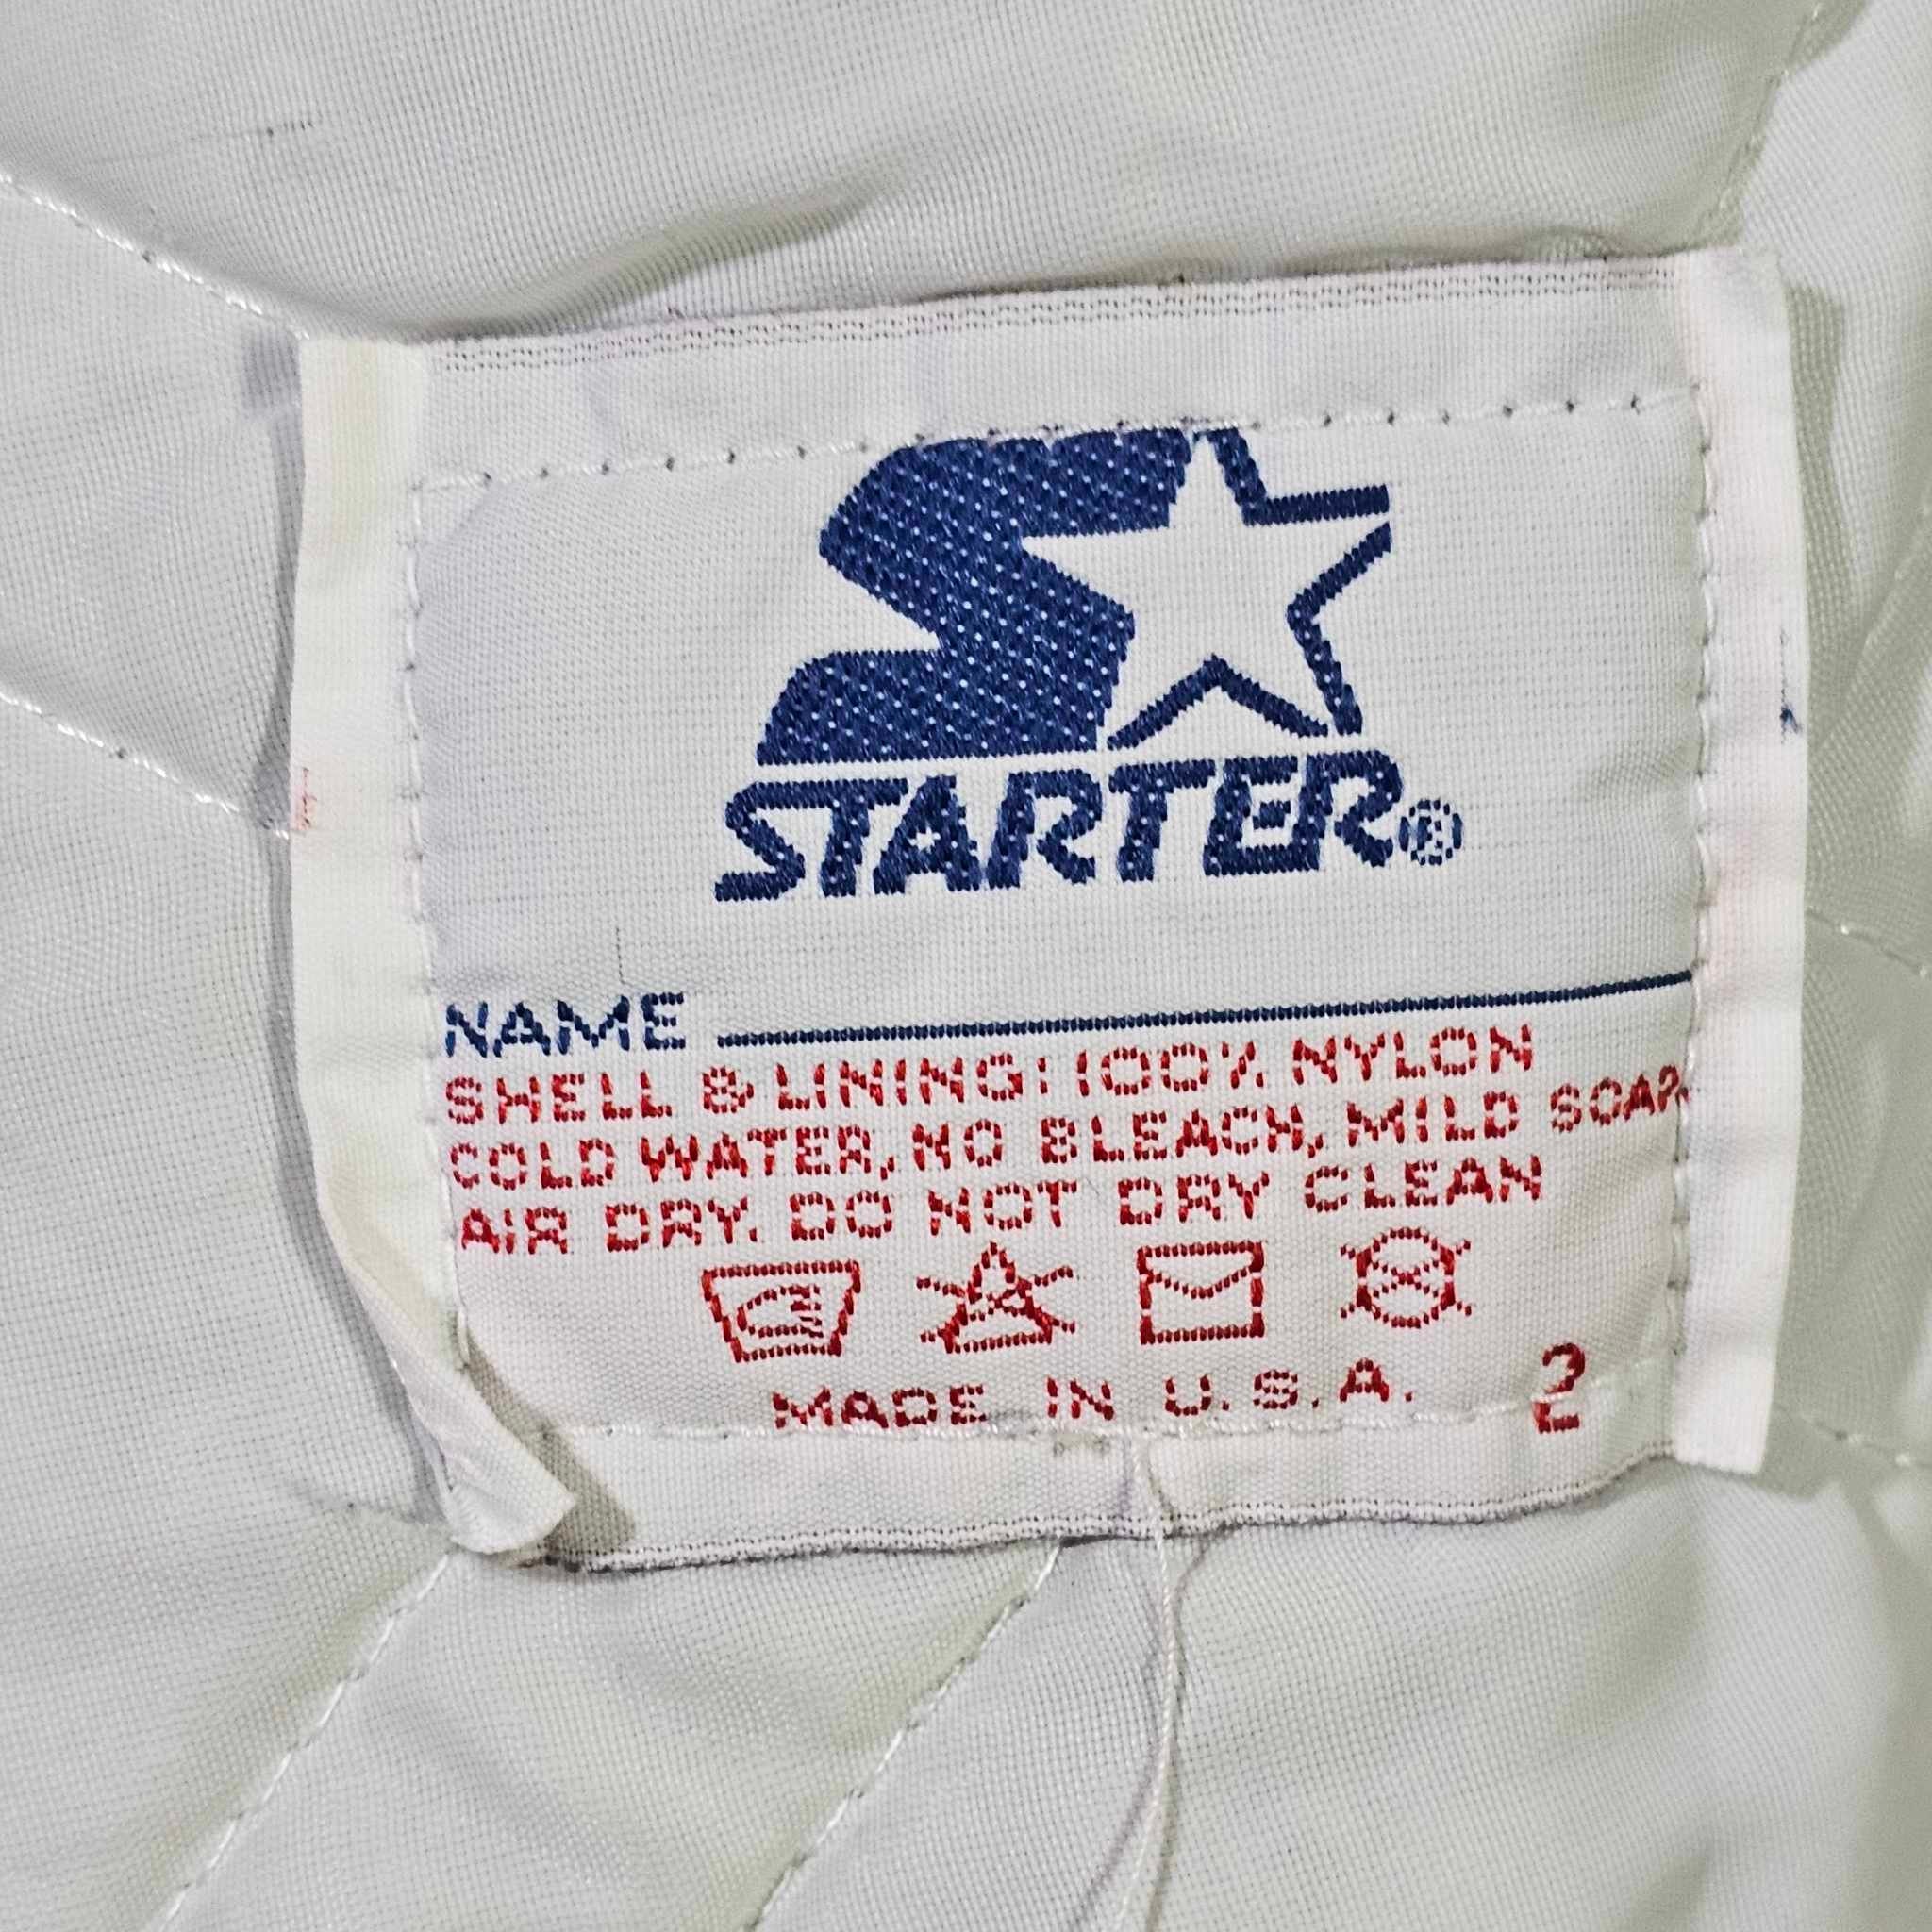 STARTER®
NAME
SHELL & LINING: 100% NYLON
COLD WATER, NO BLEACH, MILD SOAP
AIR DRY. DO NOT DRY CLEAN
MADE IN U.S.A. 2